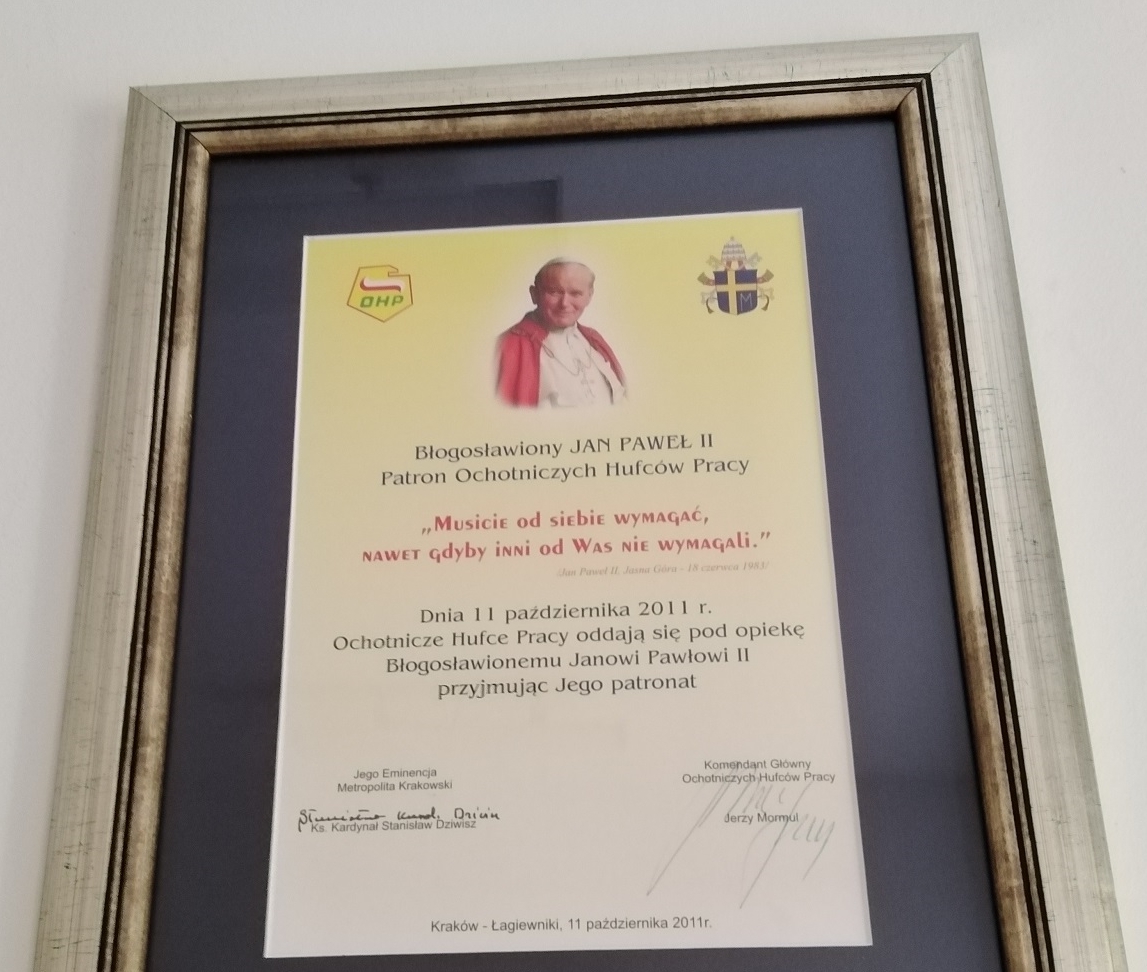 OHP
M
Błogosławiony JAN PAWEŁ II
Patron Ochotniczych Hufców Pracy
„Musicie od siebie wymagać,
nawet gdyby inni od Was nie wymagali.”
/Jan Paweł II, Jasna Góra - 18 czerwca 1983/
Dnia 11 października 2011 r.
Ochotnicze Hufce Pracy oddają się pod opiekę
Błogosławionemu Janowi Pawłowi II
przyjmując Jego patronat
Jego Eminencja
Metropolita Krakowski
Stanisław Kard. Dziwisz
Ks. Kardynał Stanisław Dziwisz
Komendant Główny
Ochotniczych Hufców Pracy
Jerzy Mormul
Kraków - Łagiewniki, 11 października 2011r.